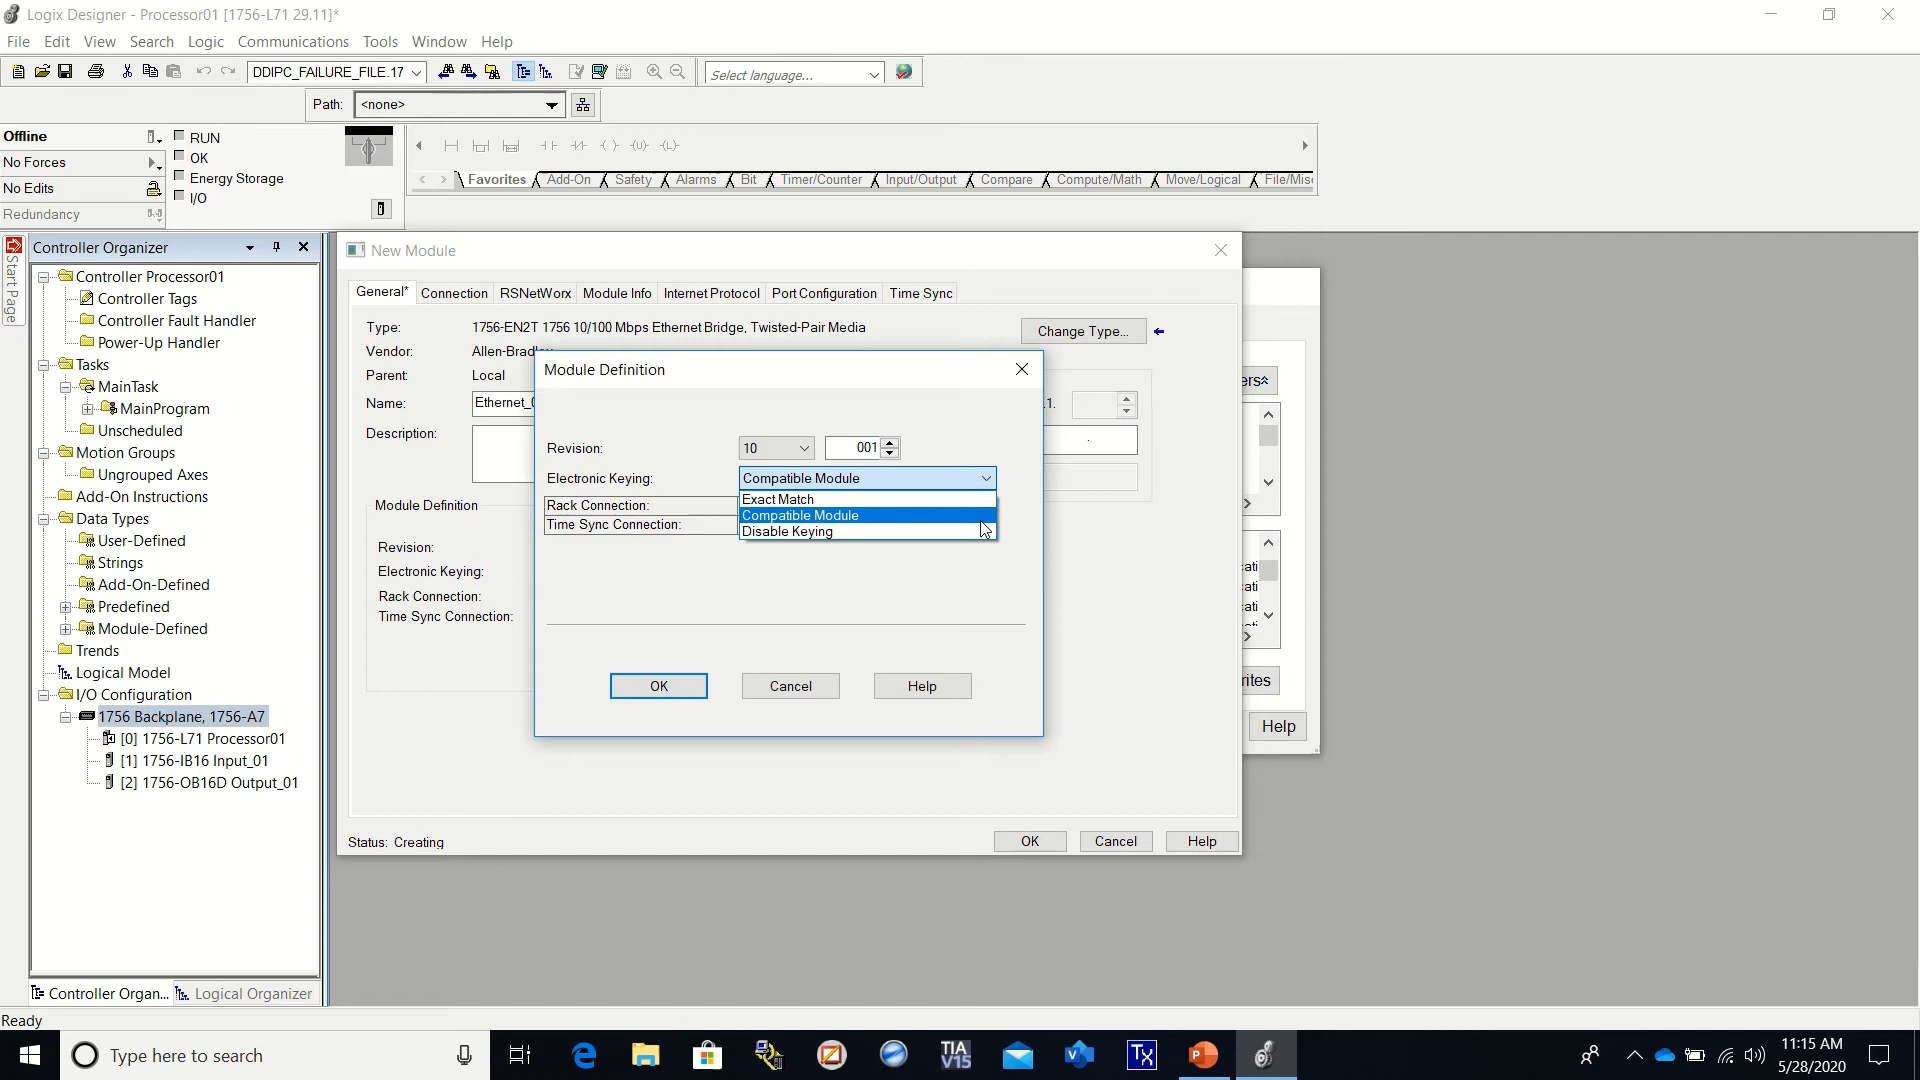 Logix Designer - Processor01 [1756-L71 29.11]*
File Edit View Search Logic Communications Tools Window Help
DDIPC_FAILURE_FILE.17 Select language...
Path: <none>
Offline RUN
No Forces OK
No Edits Energy Storage
Redundancy I/O
Favorites Add-On Safety Alarms Bit Timer/Counter Input/Output Compare Compute/Math Move/Logical
Start Page
Controller Organizer
Controller Processor01
Controller Tags
Controller Fault Handler
Power-Up Handler
Tasks
MainTask
MainProgram
Unscheduled
Motion Groups
Ungrouped Axes
Add-On Instructions
Data Types
User-Defined
Strings
Add-On-Defined
Predefined
Module-Defined
Trends
Logical Model
I/O Configuration
1756 Backplane, 1756-A7
[0] 1756-L71 Processor01
[1] 1756-IB16 Input_01
[2] 1756-OB16D Output_01
Controller Organ... Logical Organizer
New Module
General* Connection RSNetWorx Module Info Internet Protocol Port Configuration Time Sync
Type: 1756-EN2T 1756 10/100 Mbps Ethernet Bridge, Twisted-Pair Media Change Type...
Vendor:
Parent: Local
Name:
Description:
Module Definition
Revision:
Electronic Keying:
Rack Connection:
Time Sync Connection:
Status: Creating OK Cancel Help
Module Definition
Revision: 10 001
Electronic Keying: Compatible Module
Exact Match
Rack Connection:
Compatible Module
Time Sync Connection:
Disable Keying
OK Cancel Help
Help
Ready
Type here to search
TIA
V15
Tx
11:15 AM
5/28/2020